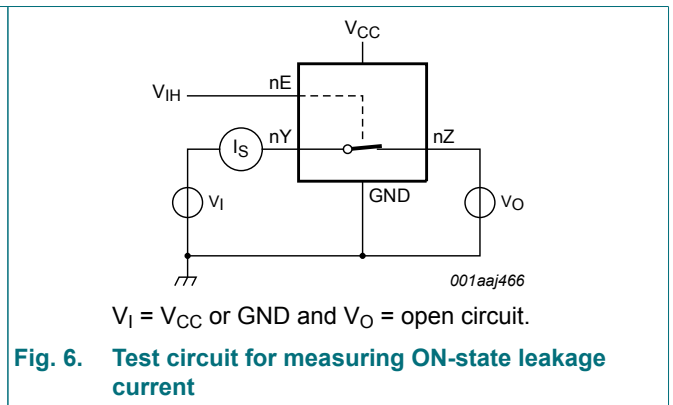 VCC
nE
VIH
IS
nY
nZ
GND
VI
VO
001aaj466
VI = VCC or GND and VO = open circuit.
Fig. 6. Test circuit for measuring ON-state leakage
current